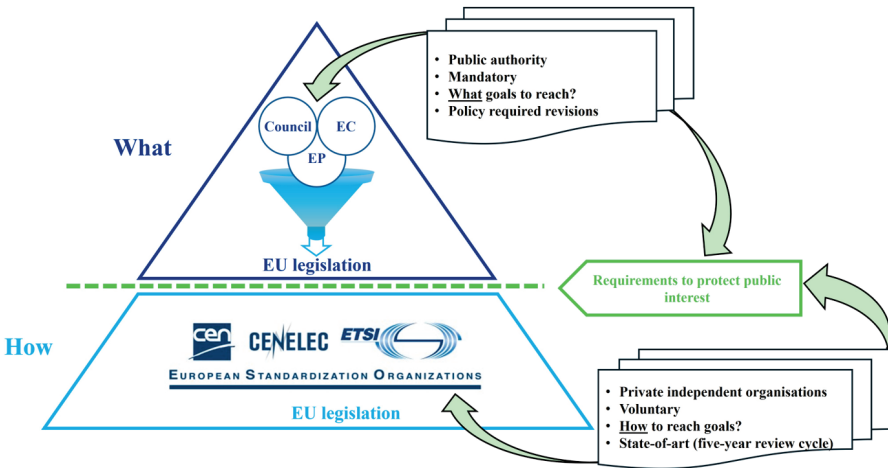 • Public authority
• Mandatory
• What goals to reach?
• Policy required revisions
Council
EC
EP
What
EU legislation
Requirements to protect public
interest
How
cen
CENELEC
ETSI
EUROPEAN STANDARDIZATION ORGANIZATIONS
EU legislation
• Private independent organisations
• Voluntary
• How to reach goals?
• State-of-art (five-year review cycle)